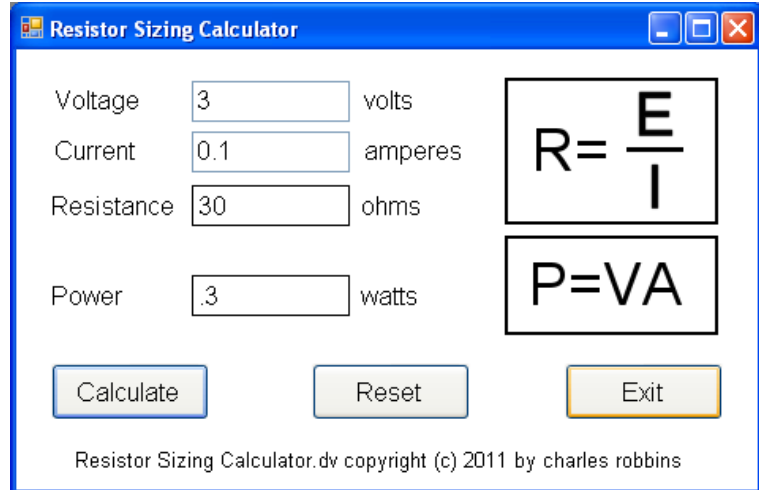 Resistor Sizing Calculator
Voltage 3 volts
Current 0.1 amperes
Resistance 30 ohms
Power .3 watts
R= E
I
P=VA
Calculate Reset Exit
Resistor Sizing Calculator.dv copyright (c) 2011 by charles robbins